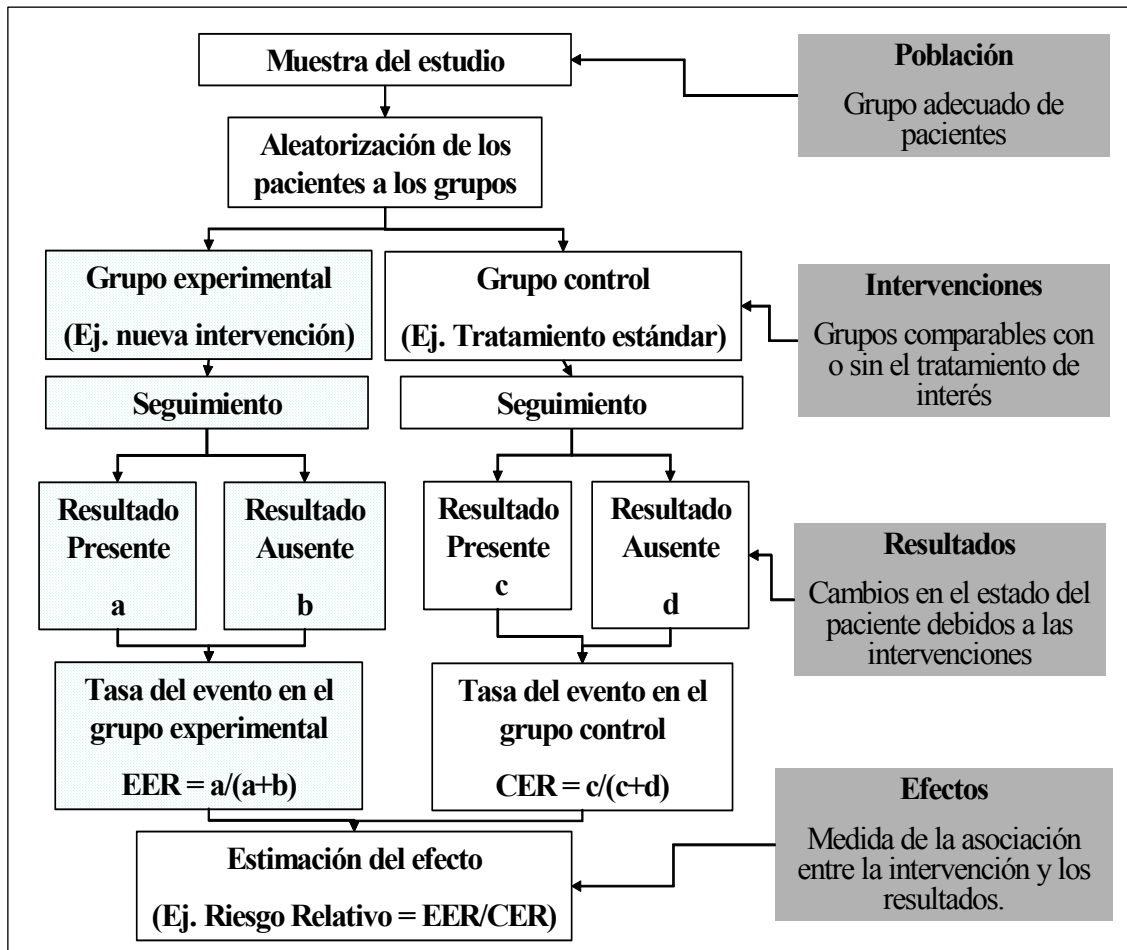 Muestra del estudio
Población
Grupo adecuado de
pacientes
Aleatorización de los
pacientes a los grupos
Grupo experimental
(Ej. nueva intervención)
Grupo control
(Ej. Tratamiento estándar)
Intervenciones
Grupos comparables con
o sin el tratamiento de
interés
Seguimiento
Seguimiento
Resultado
Presente
a
Resultado
Ausente
b
Resultado
Presente
c
Resultado
Ausente
d
Resultados
Cambios en el estado del
paciente debidos a las
intervenciones
Tasa del evento en el
grupo experimental
EER = a/(a+b)
Tasa del evento en el
grupo control
CER = c/(c+d)
Efectos
Medida de la asociación
entre la intervención y los
resultados.
Estimación del efecto
(Ej. Riesgo Relativo = EER/CER)